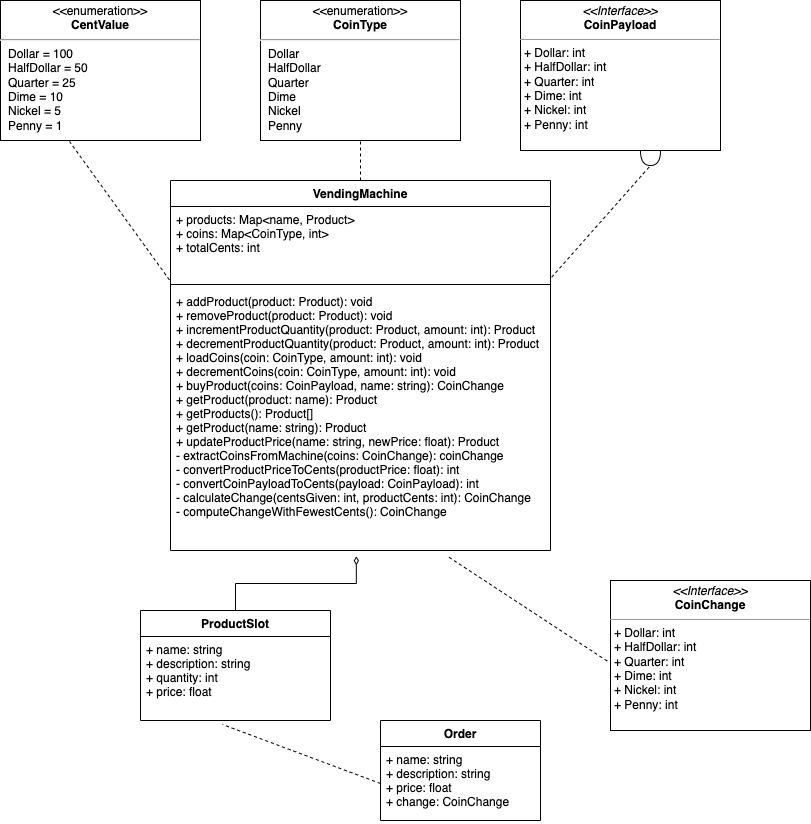 <<enumeration>>
CentValue
Dollar = 100
HalfDollar = 50
Quarter = 25
Dime = 10
Nickel = 5
Penny = 1
<<enumeration>>
CoinType
Dollar
HalfDollar
Quarter
Dime
Nickel
Penny
<<Interface>>
CoinPayload
+ Dollar: int
+ HalfDollar: int
+ Quarter: int
+ Dime: int
+ Nickel: int
+ Penny: int
VendingMachine
+ products: Map<name, Product>
+ coins: Map<CoinType, int>
+ totalCents: int
+ addProduct(product: Product): void
+ removeProduct(product: Product): void
+ incrementProductQuantity(product: Product, amount: int): Product
+ decrementProductQuantity(product: Product, amount: int): Product
+ loadCoins(coin: CoinType, amount: int): void
+ decrementCoins(coin: CoinType, amount: int): void
+ buyProduct(coins: CoinPayload, name: string): CoinChange
+ getProduct(product: name): Product
+ getProducts(): Product[]
+ getProduct(name: string): Product
+ updateProductPrice(name: string, newPrice: float): Product
- extractCoinsFromMachine(coins: CoinChange): coinChange
- convertProductPriceToCents(productPrice: float): int
- convertCoinPayloadToCents(payload: CoinPayload): int
- calculateChange(centsGiven: int, productCents: int): CoinChange
- computeChangeWithFewestCents(): CoinChange
ProductSlot
+ name: string
+ description: string
+ quantity: int
+ price: float
<<Interface>>
CoinChange
+ Dollar: int
+ HalfDollar: int
+ Quarter: int
+ Dime: int
+ Nickel: int
+ Penny: int
Order
+ name: string
+ description: string
+ price: float
+ change: CoinChange